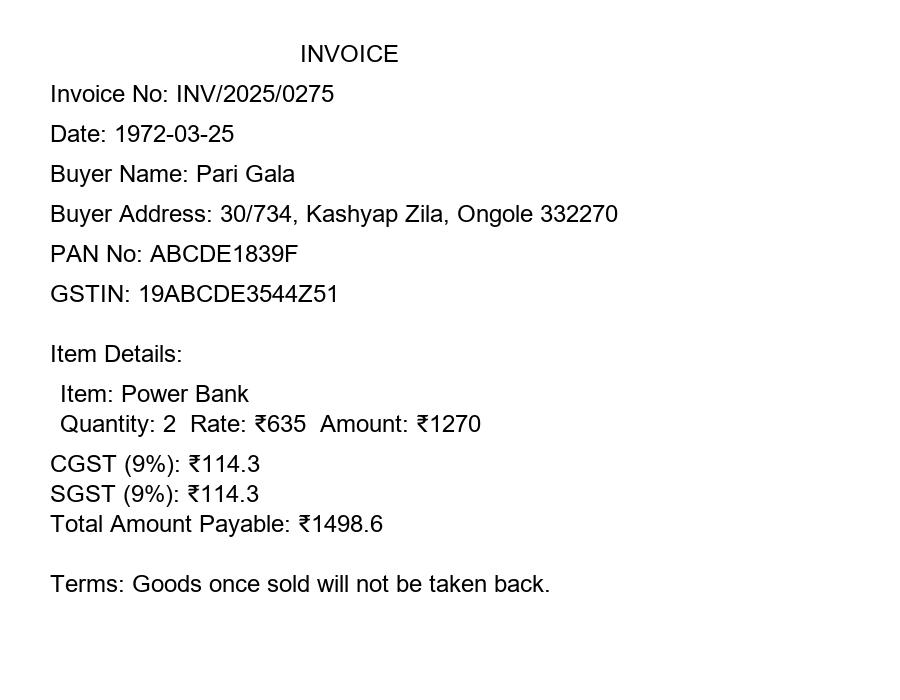 INVOICE
Invoice No: INV/2025/0275
Date: 1972-03-25
Buyer Name: Pari Gala
Buyer Address: 30/734, Kashyap Zila, Ongole 332270
PAN No: ABCDE1839F
GSTIN: 19ABCDE3544Z51
Item Details:
Item: Power Bank
Quantity: 2  Rate: ₹635  Amount: ₹1270
CGST (9%): ₹114.3
SGST (9%): ₹114.3
Total Amount Payable: ₹1498.6
Terms: Goods once sold will not be taken back.